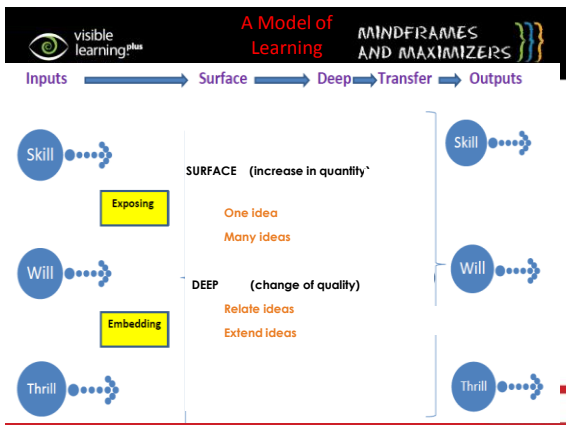 visible
learning.plus
A Model of
Learning
MINDFRAMES
AND MAXIMIZERS
Inputs Surface Deep Transfer Outputs
Skill
Skill
SURFACE (increase in quantity
Exposing
One idea
Many ideas
Will
Will
DEEP (change of quality)
Relate ideas
Embedding
Extend ideas
Thrill
Thrill